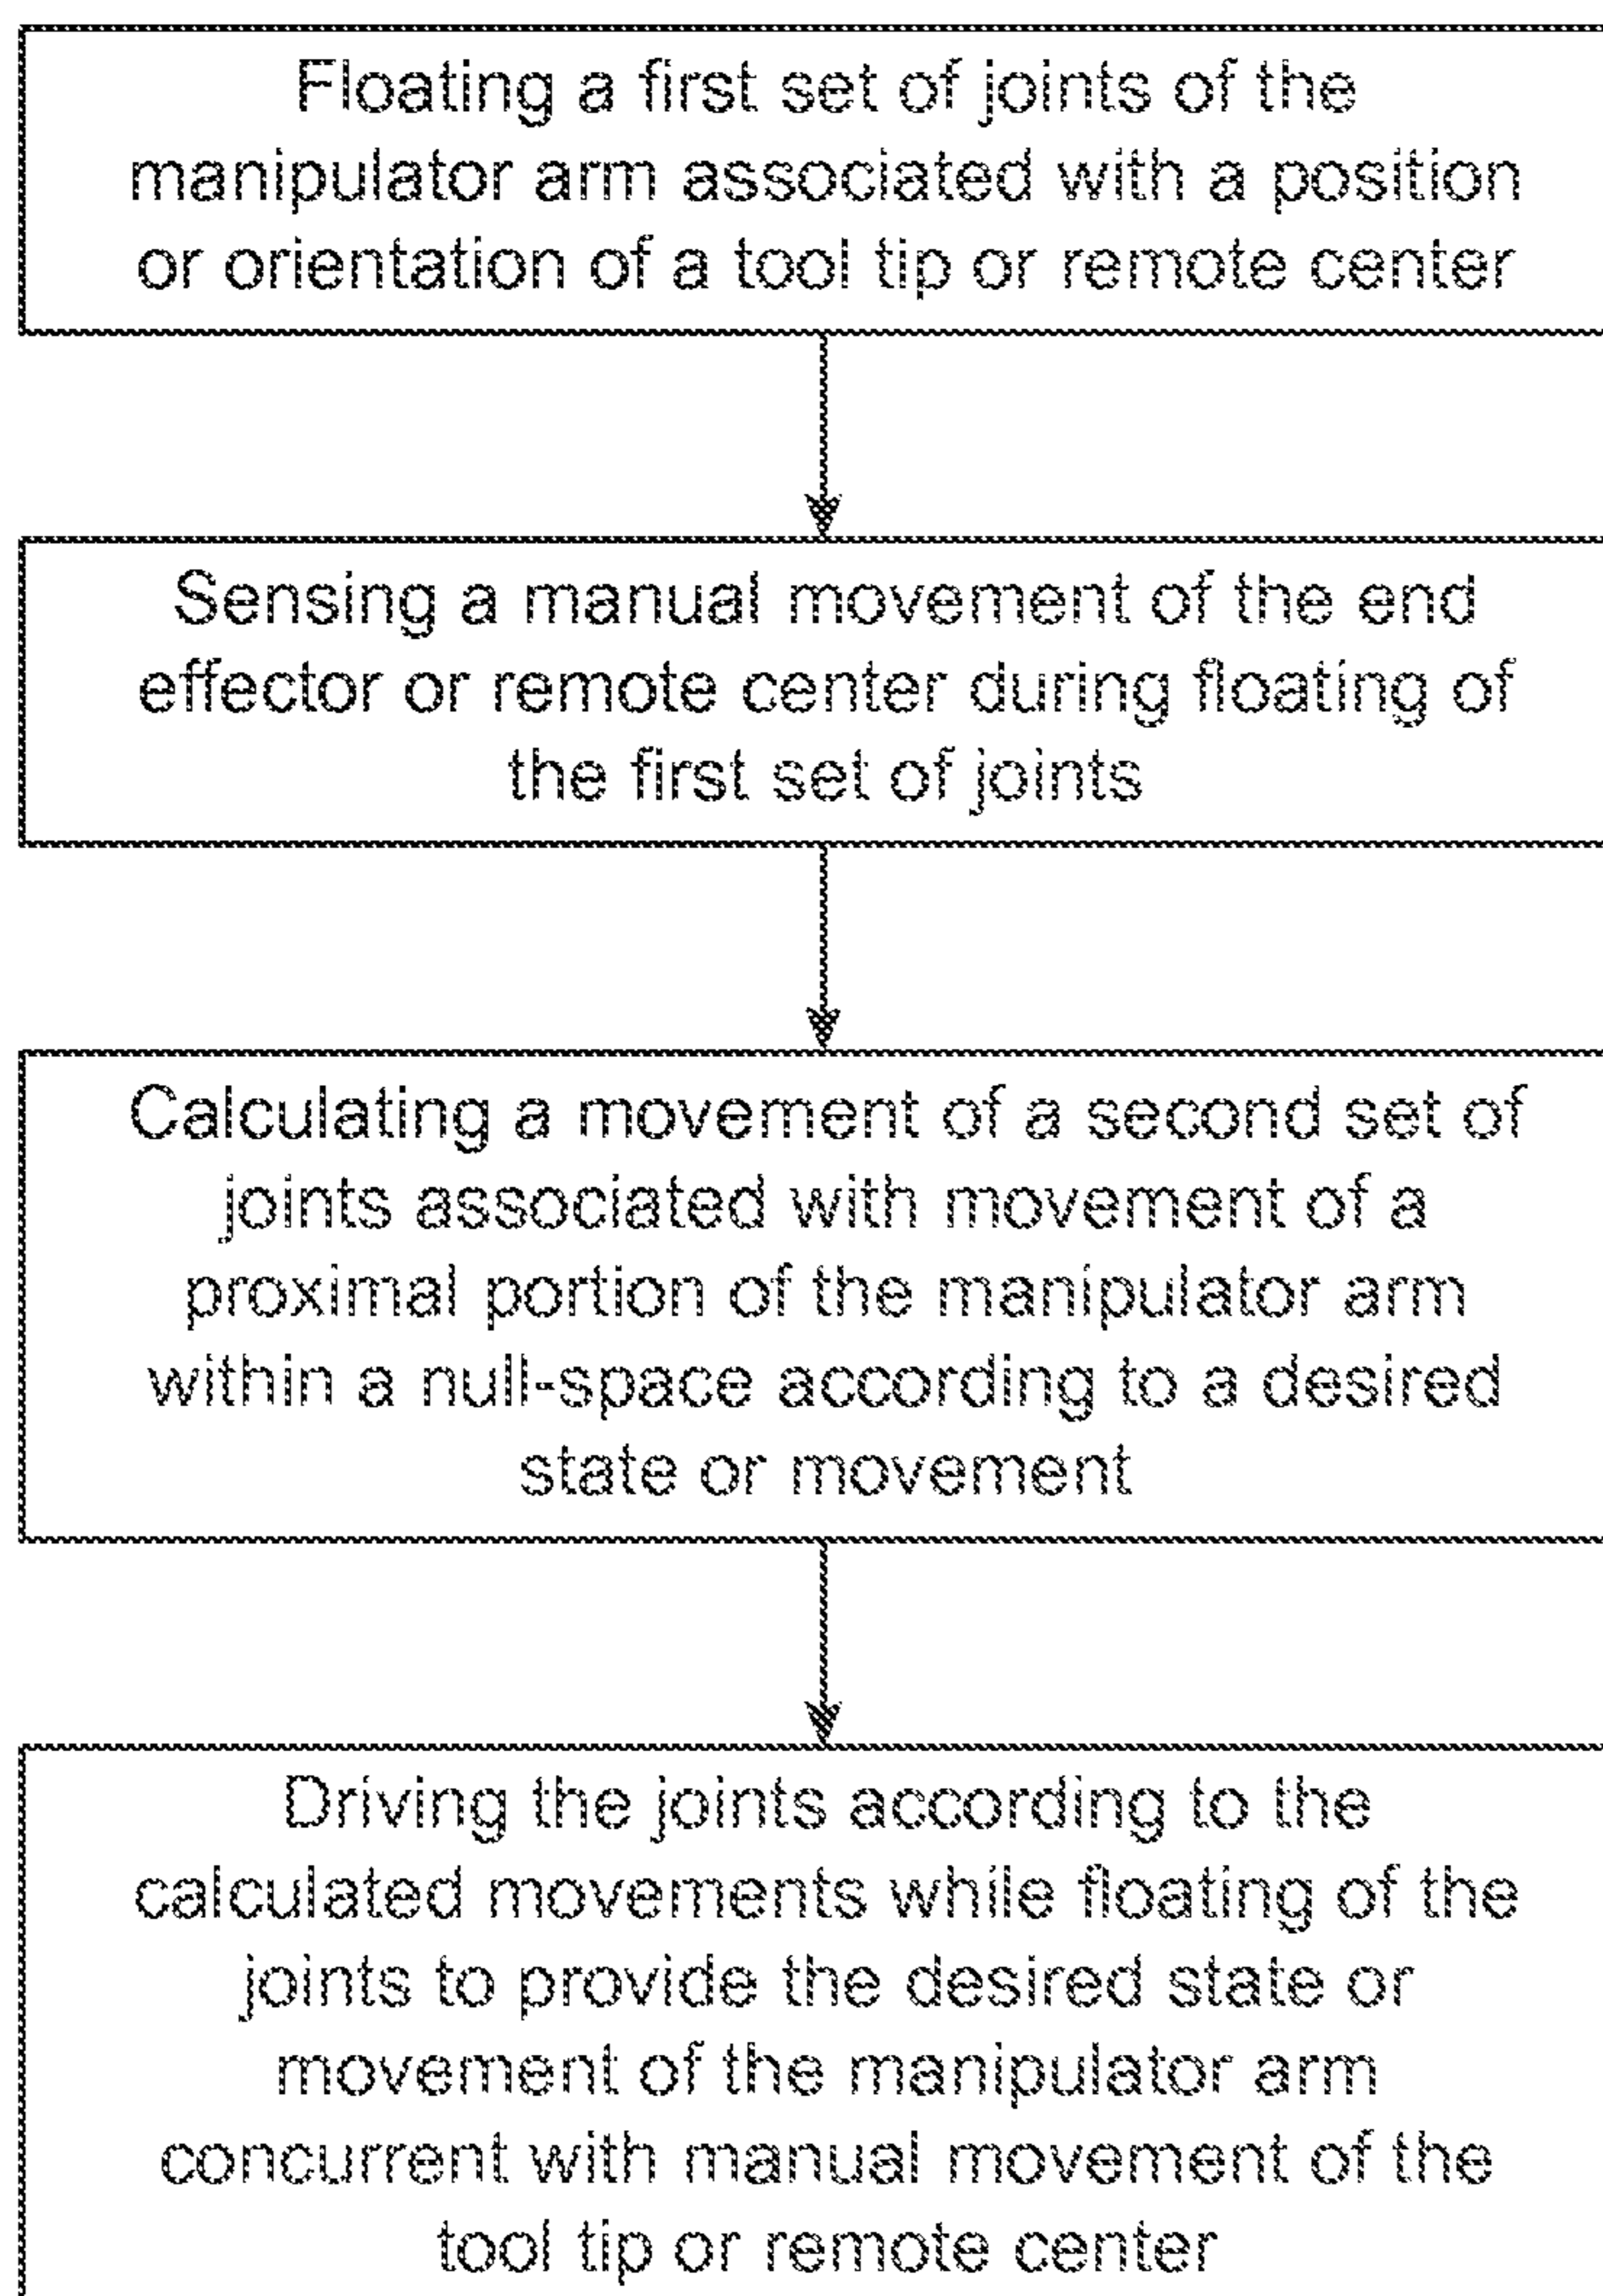 Floating a first set of joints of the
manipulator arm associated with a position
or orientation of a tool tip or remote center
Sensing a manual movement of the end
effector or remote center during floating of
the first set of joints
Calculating a movement of a second set of
joints associated with movement of a
proximal portion of the manipulator arm
within a null-space according to a desired
state or movement
Driving the joints according to the
calculated movements while floating of the
joints to provide the desired state or
movement of the manipulator arm
concurrent with manual movement of the
tool tip or remote center